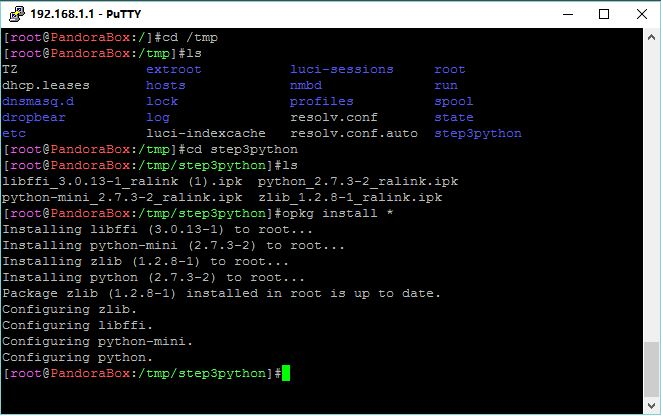 192.168.1.1 - PuTTY
[root@PandoraBox:/]#cd /tmp
[root@PandoraBox:/tmp]#ls
TZ extroot luci-sessions root
dhcp.leases hosts nmbd run
dnsmasq.d lock profiles spool
dropbear log resolv.conf state
etc luci-indexcache resolv.conf.auto step3python
[root@PandoraBox:/tmp]#cd step3python
[root@PandoraBox:/tmp/step3python]#ls
libffi_3.0.13-1_ralink (1).ipk python_2.7.3-2_ralink.ipk
python-mini_2.7.3-2_ralink.ipk zlib_1.2.8-1_ralink.ipk
[root@PandoraBox:/tmp/step3python]#opkg install *
Installing libffi (3.0.13-1) to root...
Installing python-mini (2.7.3-2) to root...
Installing zlib (1.2.8-1) to root...
Installing python (2.7.3-2) to root...
Package zlib (1.2.8-1) installed in root is up to date.
Configuring zlib.
Configuring libffi.
Configuring python-mini.
Configuring python.
[root@PandoraBox:/tmp/step3python]#